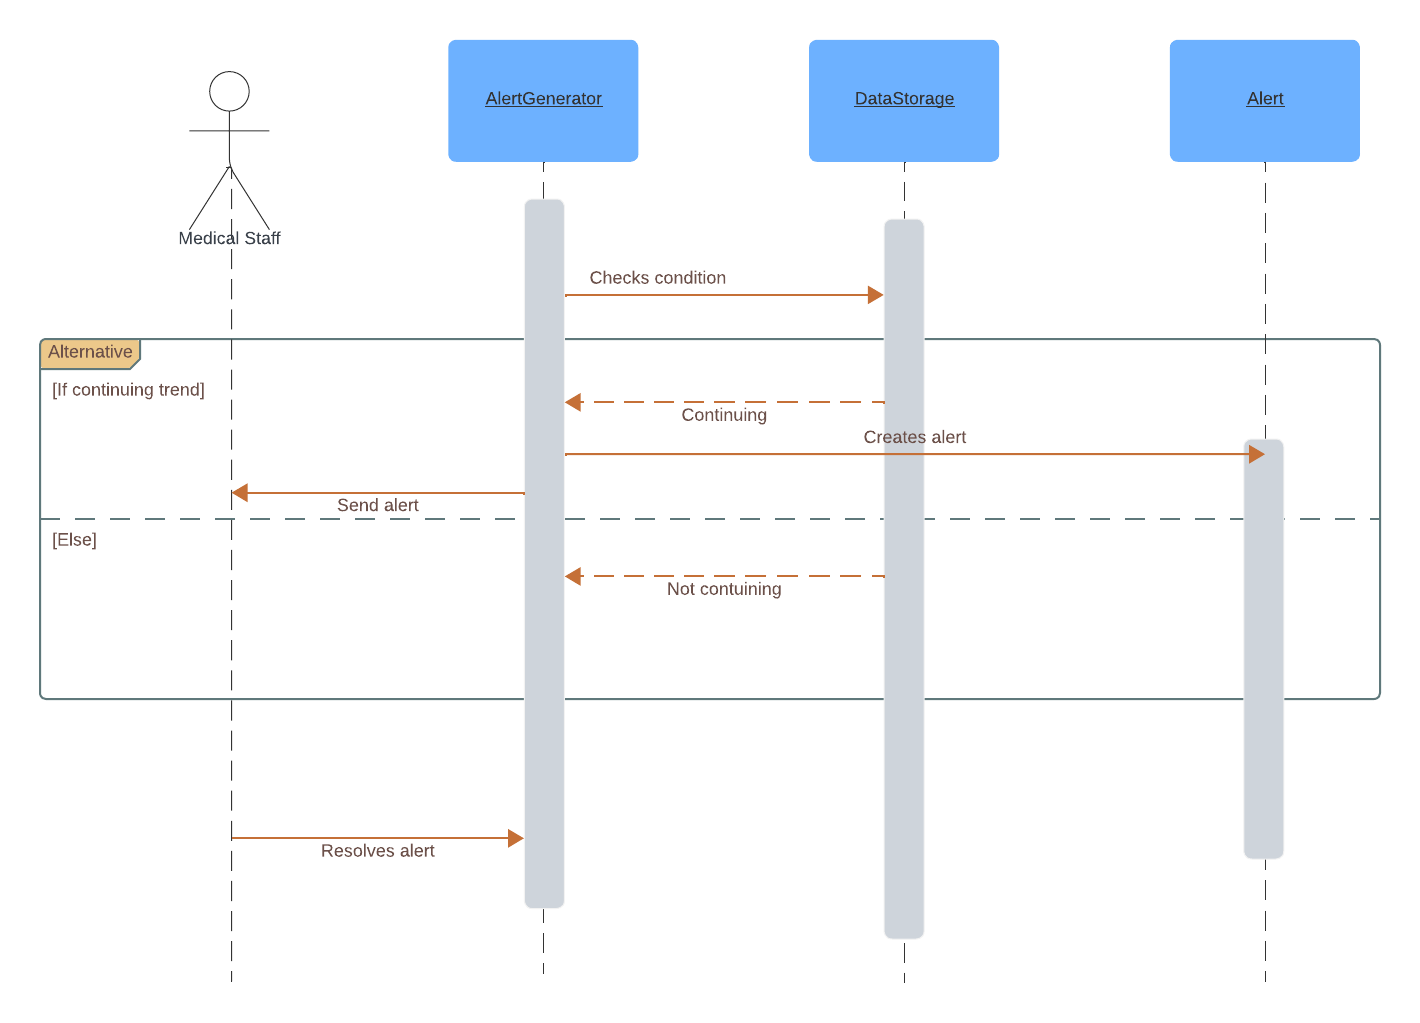 AlertGenerator
DataStorage
Alert
Medical Staff
Checks condition
Alternative
[If continuing trend]
Continuing
Creates alert
Send alert
[Else]
Not contuining
Resolves alert